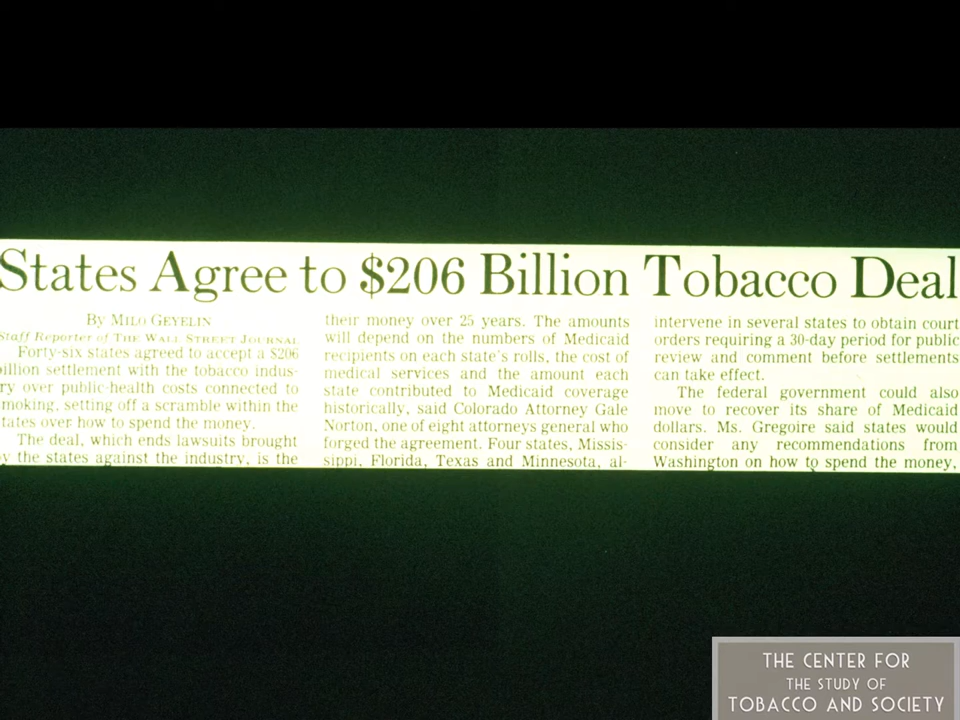 States Agree to $206 Billion Tobacco Deal
By Milo Geyelin
Staff Reporter of The Wall Street Journal
Forty-six states agreed to accept a $206
billion settlement with the tobacco indus-
ry over public-health costs connected to
moking, setting off a scramble within the
tates over how to spend the money.
The deal, which ends lawsuits brought
by the states against the industry, is the
their money over 25 years. The amounts
will depend on the numbers of Medicaid
recipients on each state's rolls, the cost of
medical services and the amount each
state contributed to Medicaid coverage
historically, said Colorado Attorney Gale
Norton, one of eight attorneys general who
forged the agreement. Four states, Missis-
sippi, Florida, Texas and Minnesota, al-
intervene in several states to obtain court
orders requiring a 30-day period for public
review and comment before settlements
can take effect.
The federal government could also
move to recover its share of Medicaid
dollars. Ms. Gregoire said states would
consider any recommendations from
Washington on how to spend the money,
THE CENTER FOR
THE STUDY OF
TOBACCO AND SOCIETY